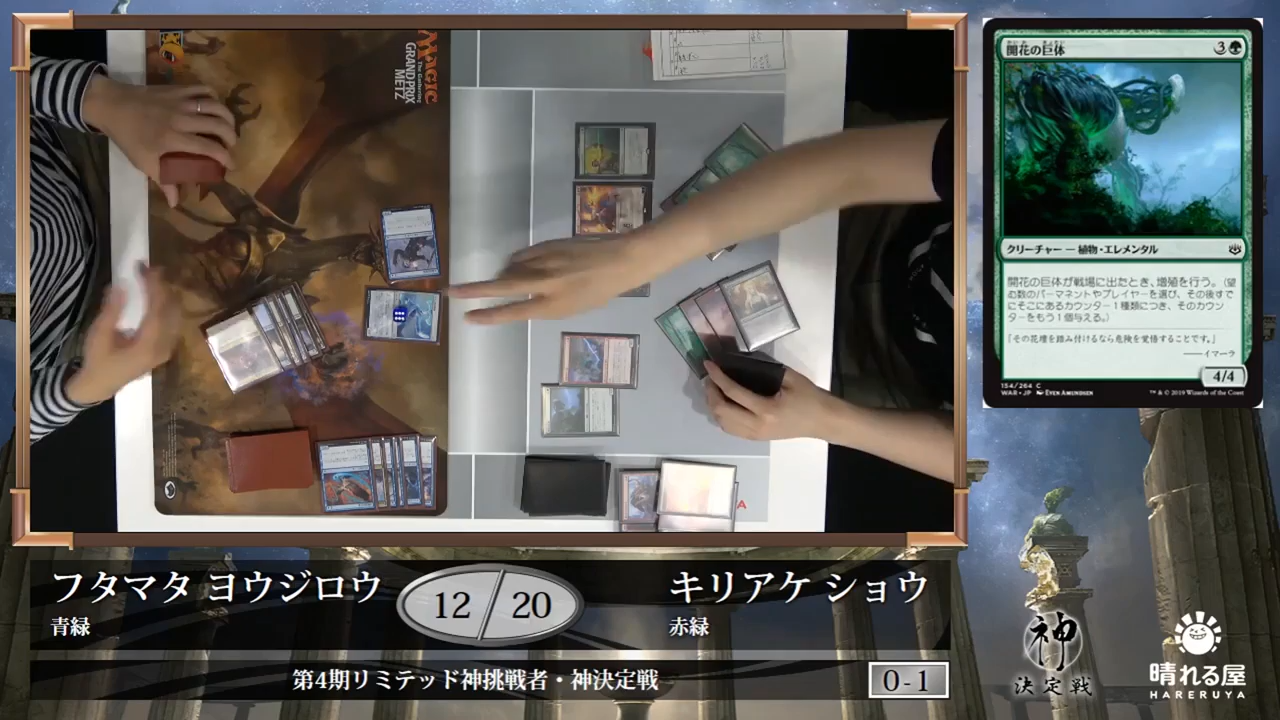 MAGIC
GRANDPRIX
METZ
開花の巨体
3
クリーチャー ― 植物・エレメンタル
開花の巨体が戦場に出たとき、増殖を行う。(望
む数のパーマネントやプレイヤーを選び、その後すで
にそこにあるカウンター1種類につき、そのカウン
ターをもう1個与える。)
「その花壇を踏み付けるなら危険を覚悟することです。」
――イマーラ
4/4
154/264 C
WAR • JP
™ & © 2019 Wizards of the Coast
A
フタマタ ヨウジロウ
青緑
12 / 20
キリアケ ショウ
赤緑
第4期リミテッド神挑戦者・神決定戦
0-1
神
決定戦
晴れる屋
HARERUYA